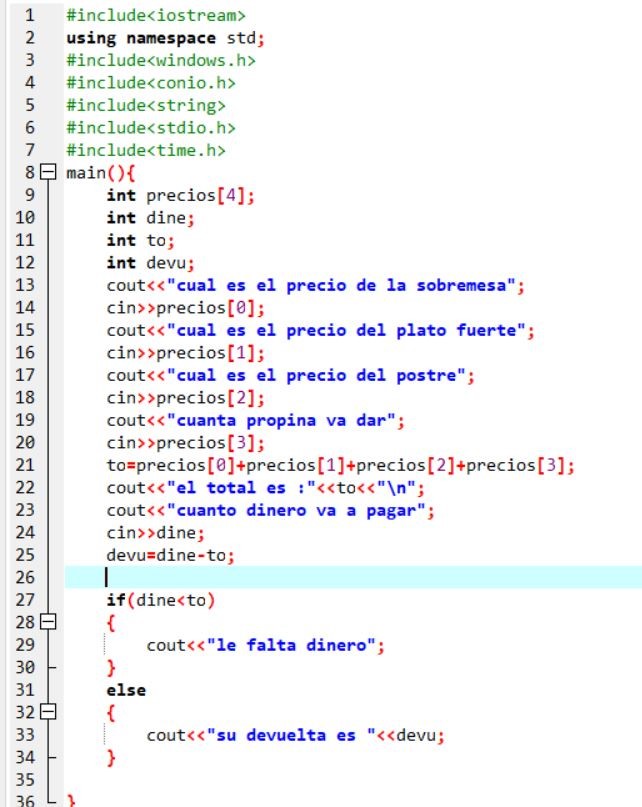 1 #include<iostream>
2 using namespace std;
3 #include<windows.h>
4 #include<conio.h>
5 #include<string>
6 #include<stdio.h>
7 #include<time.h>
8 main(){
9 int precios[4];
10 int dine;
11 int to;
12 int devu;
13 cout<<"cual es el precio de la sobremesa";
14 cin>>precios[0];
15 cout<<"cual es el precio del plato fuerte";
16 cin>>precios[1];
17 cout<<"cual es el precio del postre";
18 cin>>precios[2];
19 cout<<"cuanta propina va dar";
20 cin>>precios[3];
21 to=precios[0]+precios[1]+precios[2]+precios[3];
22 cout<<"el total es :"<<to<<"\n";
23 cout<<"cuanto dinero va a pagar";
24 cin>>dine;
25 devu=dine-to;
26
27 if(dine<to)
28 {
29 cout<<"le falta dinero";
30 }
31 else
32 {
33 cout<<"su devuelta es "<<devu;
34 }
35
36 }